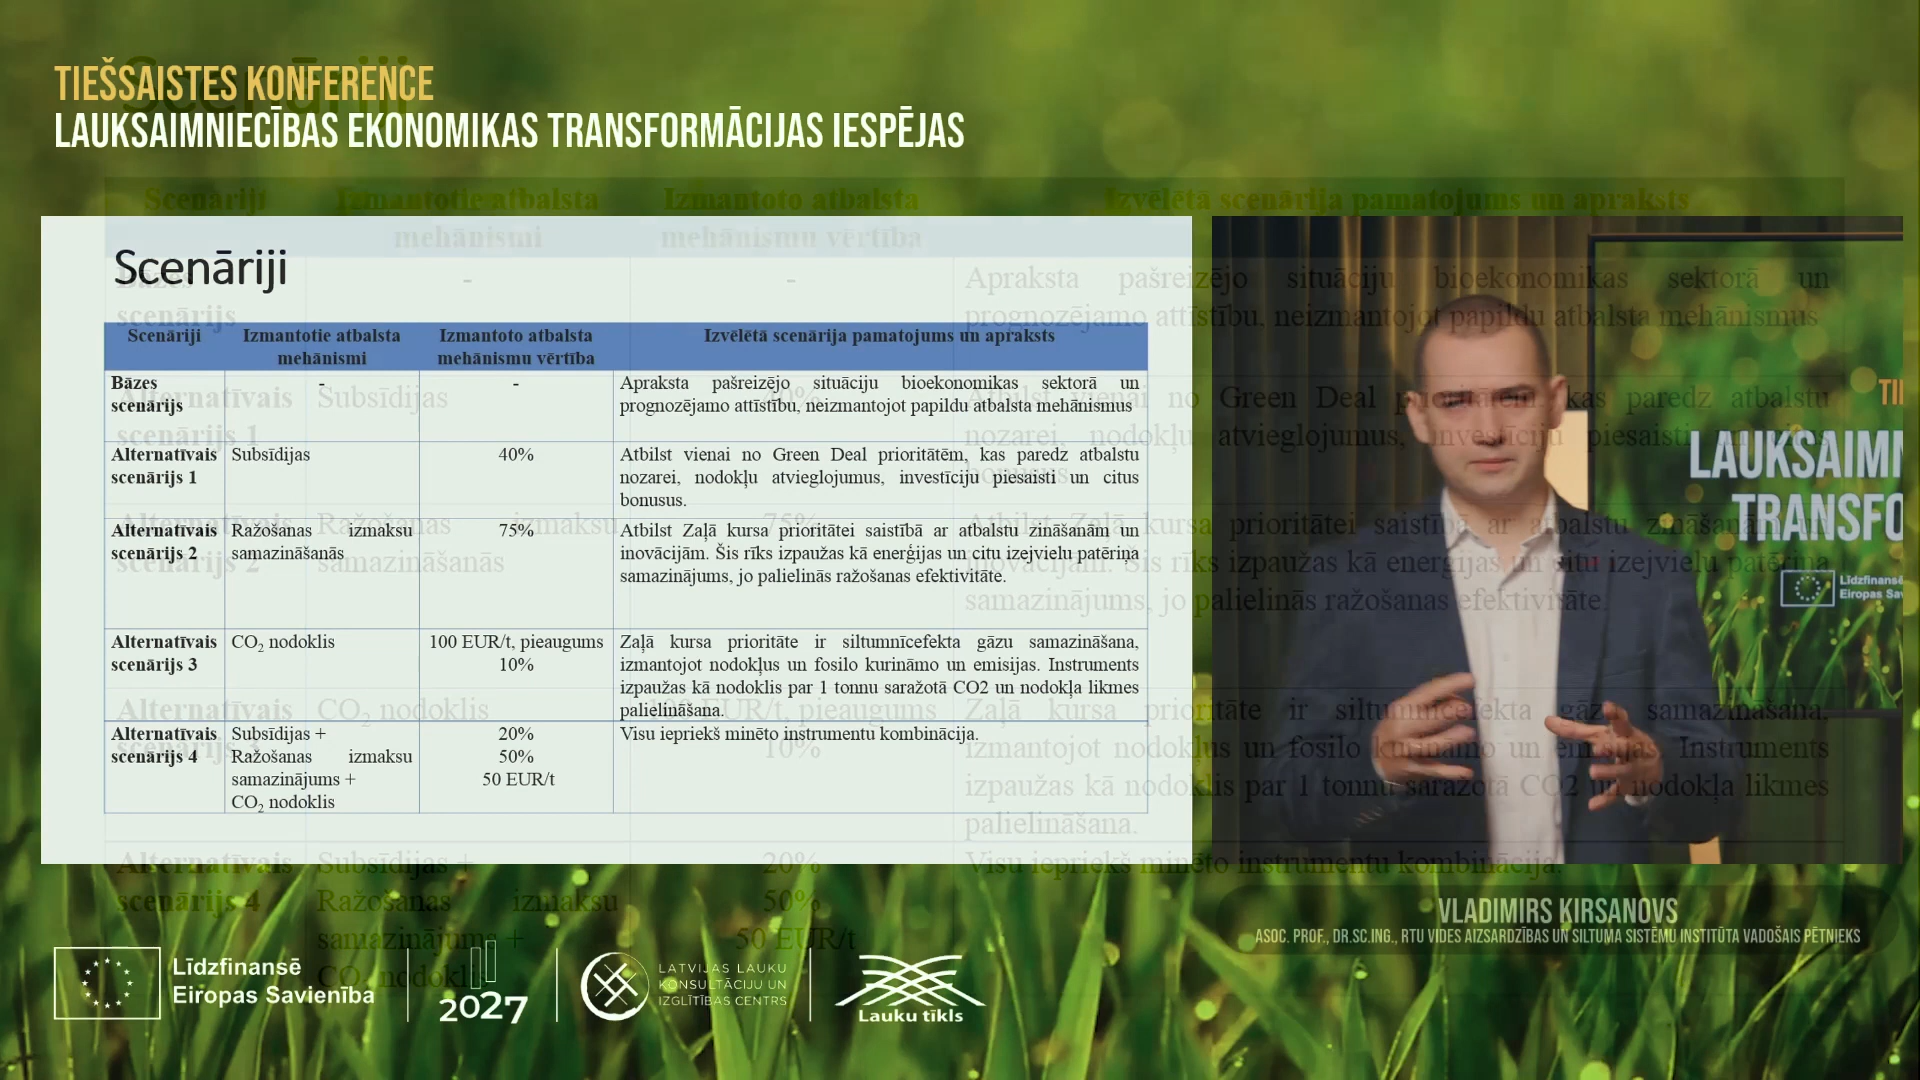 TIEŠSAISTES KONFERENCE
LAUKSAIMNIECĪBAS EKONOMIKAS TRANSFORMĀCIJAS IESPĒJAS
Scenāriji
Scenāriji
Izmantotie atbalsta
mehānismi
Izmantoto atbalsta
mehānismu vērtība
Izvēlētā scenārija pamatojums un apraksts
Bāzes
scenārijs
-
-
Apraksta pašreizējo situāciju bioekonomikas sektorā un
prognozējamo attīstību, neizmantojot papildu atbalsta mehānismus
Alternatīvais
scenārijs 1
Subsīdijas
40%
Atbilst vienai no Green Deal prioritātēm, kas paredz atbalstu
nozarei, nodokļu atvieglojumus, investīciju piesaisti un citus
bonusus.
Alternatīvais
scenārijs 2
Ražošanas izmaksu
samazināšanās
75%
Atbilst Zaļā kursa prioritātei saistībā ar atbalstu zināšanām un
inovācijām. Šis rīks izpaužas kā enerģijas un citu izejvielu patēriņa
samazinājums, jo palielinās ražošanas efektivitāte.
Alternatīvais
scenārijs 3
CO₂ nodoklis
100 EUR/t, pieaugums
10%
Zaļā kursa prioritāte ir siltumnīcefekta gāzu samazināšana,
izmantojot nodokļus un fosilo kurināmo un emisijas. Instruments
izpaužas kā nodoklis par 1 tonnu saražotā CO2 un nodokļa likmes
palielināšana.
Alternatīvais
scenārijs 4
Subsīdijas +
Ražošanas izmaksu
samazinājums +
CO₂ nodoklis
20%
50%
50 EUR/t
Visu iepriekš minēto instrumentu kombinācija.
LAUKSAIMN
TRANSFO
Līdzfinansē
Eiropas Sav
VLADIMIRS KIRSANOVS
ASOC. PROF., DR.SC.ING., RTU VIDES AIZSARDZĪBAS UN SILTUMA SISTĒMU INSTITŪTA VADOŠAIS PĒTNIEKS
Līdzfinansē
Eiropas Savienība
2027
LATVIJAS LAUKU
KONSULTĀCIJU UN
IZGLĪTĪBAS CENTRS
Lauku tīkls